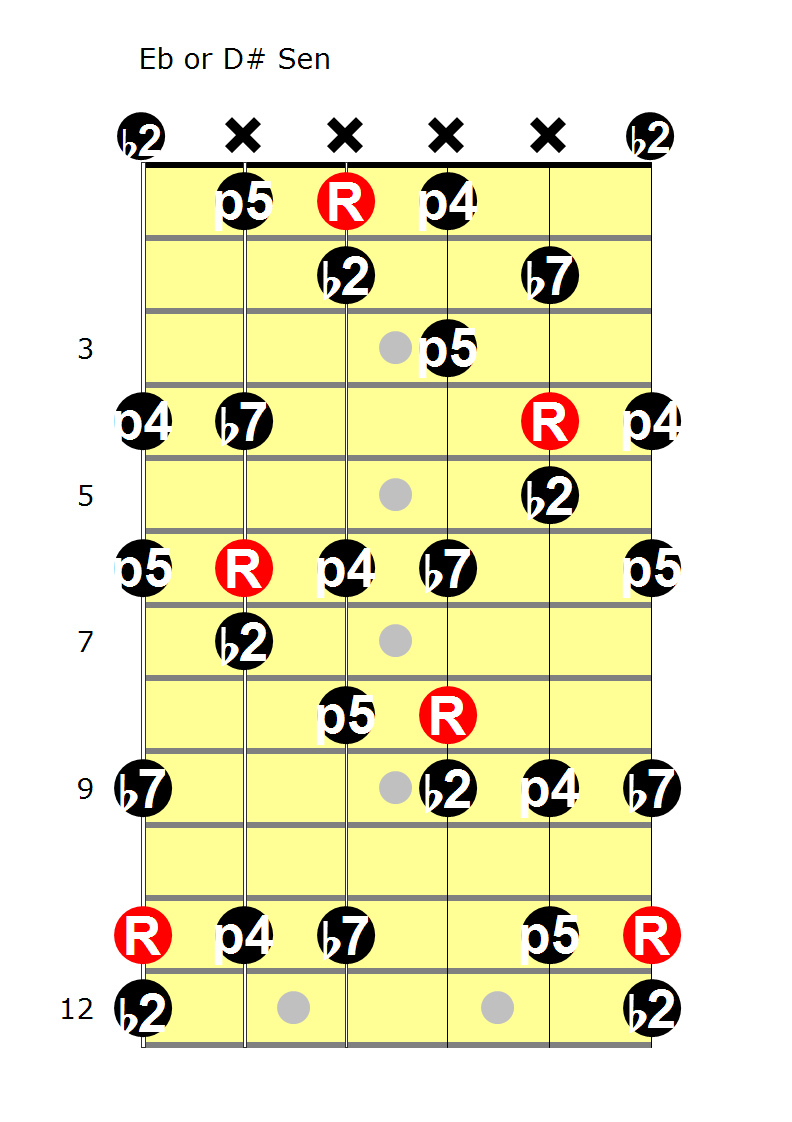 Eb or D# Sen
♭2 × × × × ♭2
p5 R p4
♭2 ♭7
3 p5
p4 ♭7 R p4
5 ♭2
p5 R p4 ♭7 p5
7 ♭2
p5 R
9 ♭7 ♭2 p4 ♭7
R p4 ♭7 p5 R
12 ♭2 ♭2